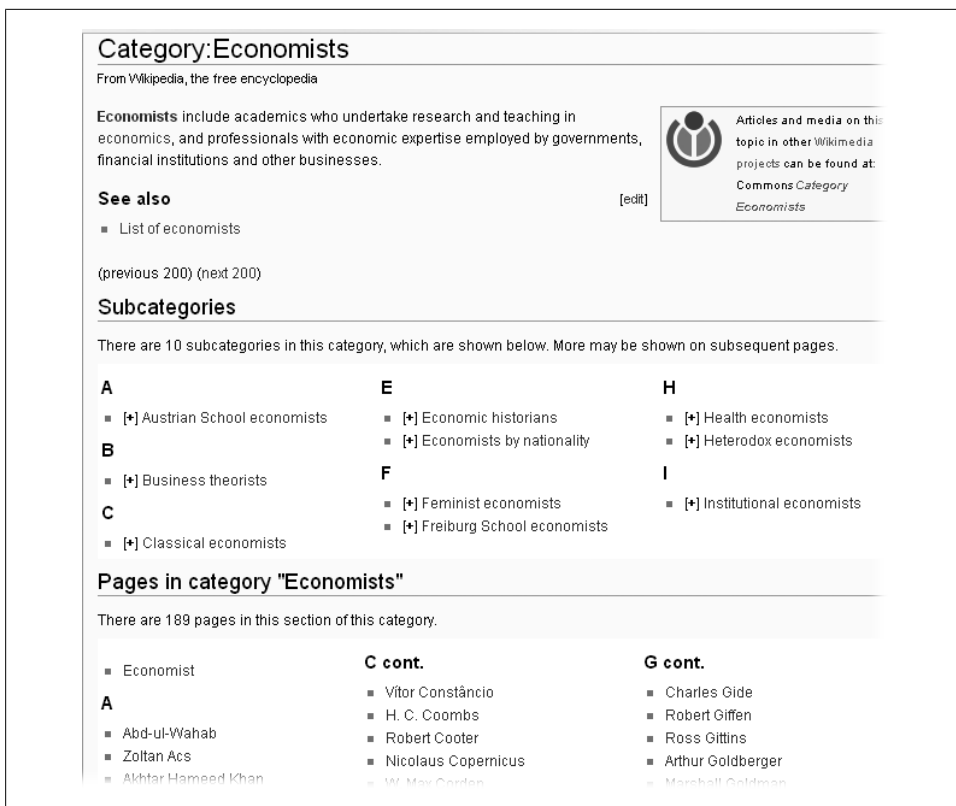 Category:Economists
From Wikipedia, the free encyclopedia
Economists include academics who undertake research and teaching in
economics, and professionals with economic expertise employed by governments,
financial institutions and other businesses.
Articles and media on this
topic in other Wikimedia
projects can be found at:
Commons Category
Economists
See also
[edit]
List of economists
(previous 200) (next 200)
Subcategories
There are 10 subcategories in this category, which are shown below. More may be shown on subsequent pages.
A
[+] Austrian School economists
B
[+] Business theorists
C
[+] Classical economists
E
[+] Economic historians
[+] Economists by nationality
F
[+] Feminist economists
[+] Freiburg School economists
H
[+] Health economists
[+] Heterodox economists
I
[+] Institutional economists
Pages in category "Economists"
There are 189 pages in this section of this category.
Economist
A
Abd-ul-Wahab
Zoltan Acs
Akhtar Hameed Khan
C cont.
Vítor Constâncio
H. C. Coombs
Robert Cooter
Nicolaus Copernicus
W. Max Corden
G cont.
Charles Gide
Robert Giffen
Ross Gittins
Arthur Goldberger
Marshall Goldman